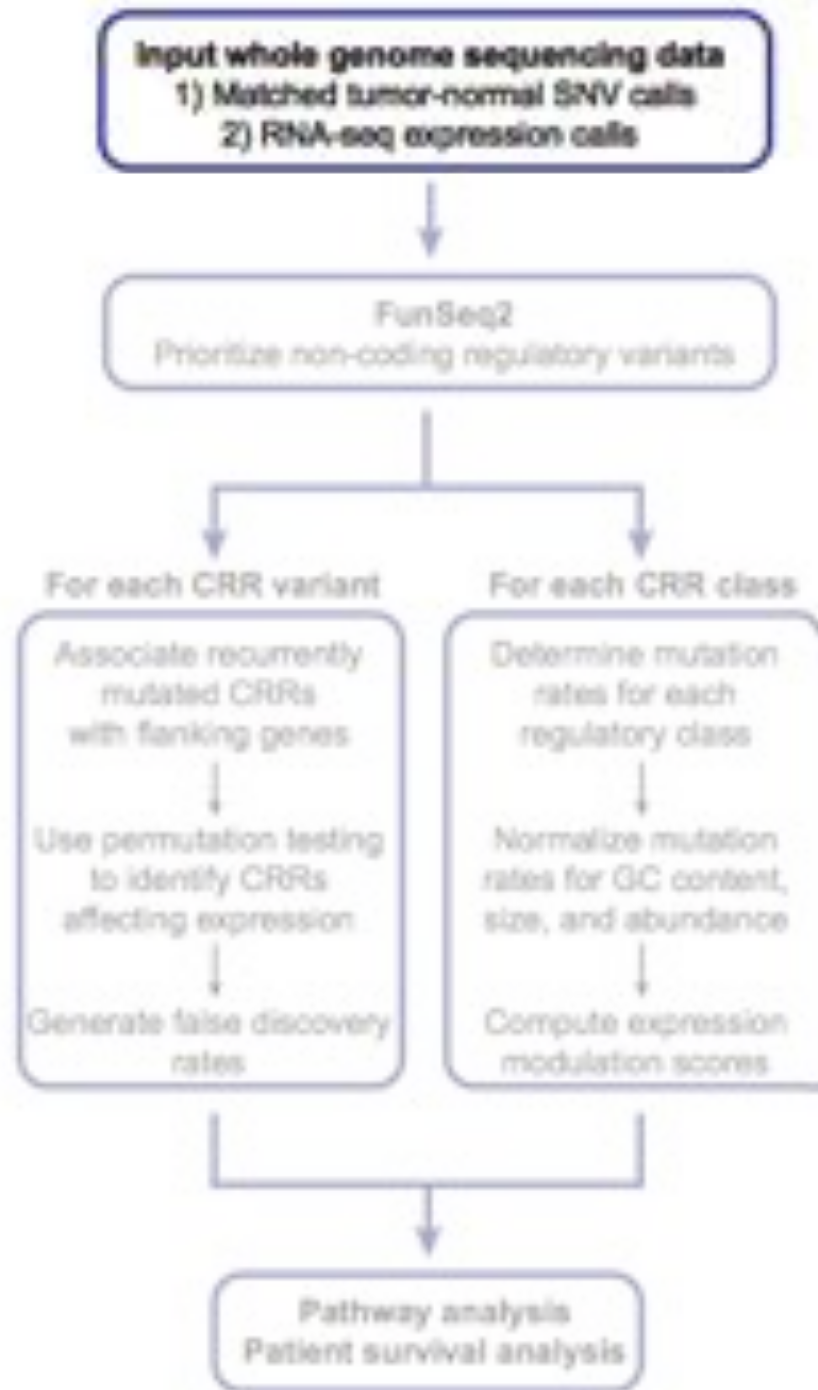 Input whole genome sequencing data
1) Matched tumor-normal SNV calls
2) RNA-seq expression calls
FunSeq2
Prioritize non-coding regulatory variants
For each CRR variant
Associate recurrently
mutated CRRs
with flanking genes
Use permutation testing
to identify CRRs
affecting expression
Generate false discovery
rates
For each CRR class
Determine mutation
rates for each
regulatory class
Normalize mutation
rates for GC content,
size, and abundance
Compute expression
modulation scores
Pathway analysis
Patient survival analysis